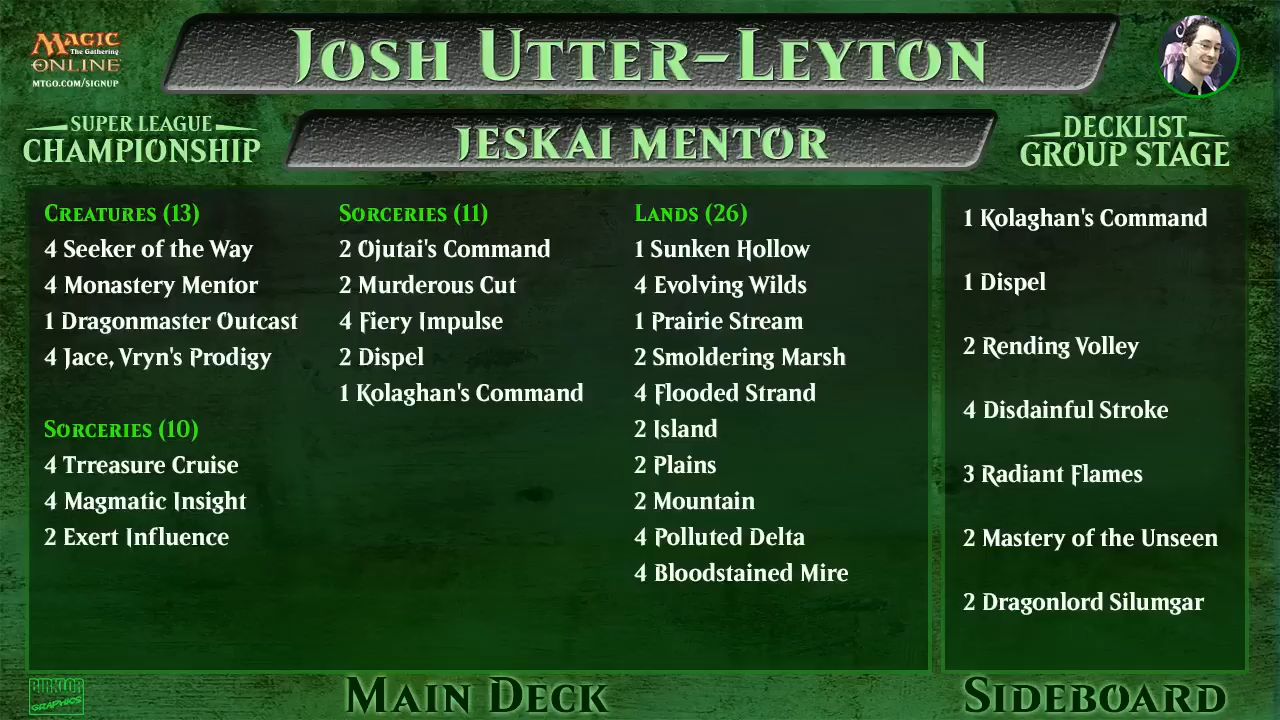 MAGIC
The Gathering
ONLINE
MTGO.COM/SIGNUP
JOSH UTTER-LEYTON
SUPER LEAGUE
CHAMPIONSHIP
JESKAI MENTOR
DECKLIST
GROUP STAGE
CREATURES (13)
4 Seeker of the Way
4 Monastery Mentor
1 Dragonmaster Outcast
4 Jace, Vryn's Prodigy
SORCERIES (10)
4 Trreasure Cruise
4 Magmatic Insight
2 Exert Influence
SORCERIES (11)
2 Ojutai's Command
2 Murderous Cut
4 Fiery Impulse
2 Dispel
1 Kolaghan's Command
LANDS (26)
1 Sunken Hollow
4 Evolving Wilds
1 Prairie Stream
2 Smoldering Marsh
4 Flooded Strand
2 Island
2 Plains
2 Mountain
4 Polluted Delta
4 Bloodstained Mire
1 Kolaghan's Command
1 Dispel
2 Rending Volley
4 Disdainful Stroke
3 Radiant Flames
2 Mastery of the Unseen
2 Dragonlord Silumgar
BIRKLOR
GRAPHICS
MAIN DECK
SIDEBOARD